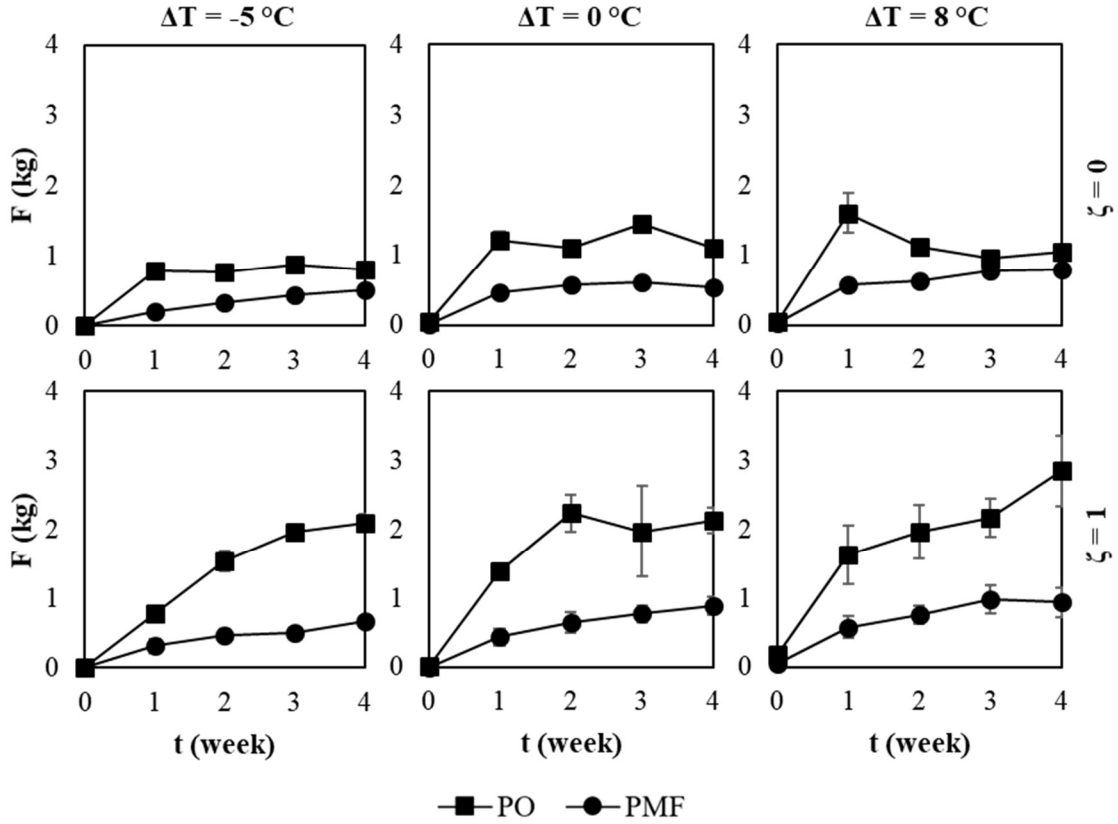 ΔT = -5 °C ΔT = 0 °C ΔT = 8 °C
4 4 4
3 3 3
2 2 2
1 1 1
0 0 0
F (kg)
ζ = 0
0 1 2 3 4 0 1 2 3 4 0 1 2 3 4
4 4 4
3 3 3
2 2 2
1 1 1
0 0 0
F (kg)
ζ = 1
0 1 2 3 4 0 1 2 3 4 0 1 2 3 4
t (week) t (week) t (week)
PO PMF